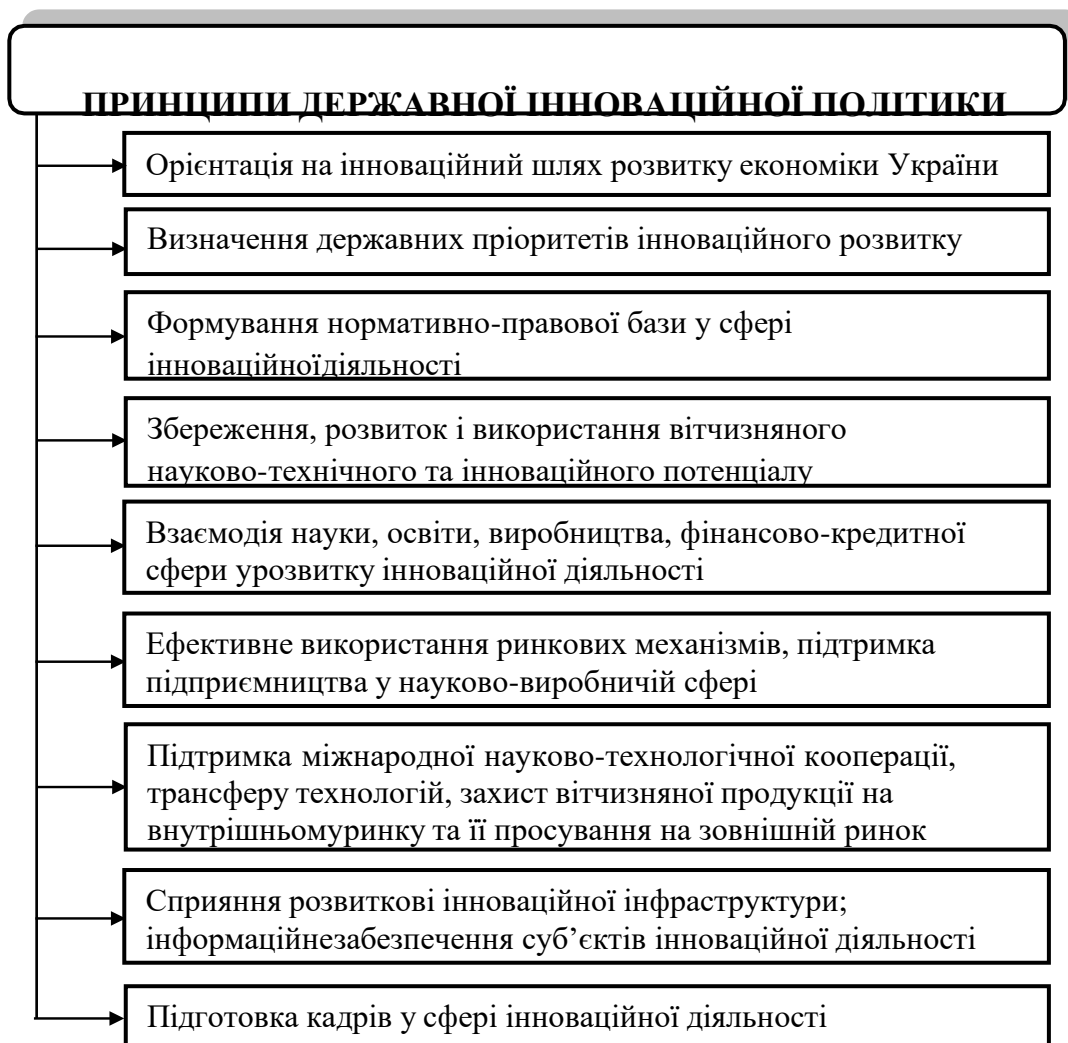 ПРИНЦИПИ ДЕРЖАВНОЇ ІННОВАЦІЙНОЇ ПОЛІТИКИ
Орієнтація на інноваційний шлях розвитку економіки України
Визначення державних пріоритетів інноваційного розвитку
Формування нормативно-правової бази у сфері
інноваційноїдіяльності
Збереження, розвиток і використання вітчизняного
науково-технічного та інноваційного потенціалу
Взаємодія науки, освіти, виробництва, фінансово-кредитної
сфери урозвитку інноваційної діяльності
Ефективне використання ринкових механізмів, підтримка
підприємництва у науково-виробничій сфері
Підтримка міжнародної науково-технологічної кооперації,
трансферу технологій, захист вітчизняної продукції на
внутрішньомуринку та її просування на зовнішній ринок
Сприяння розвиткові інноваційної інфраструктури;
інформаційнезабезпечення суб’єктів інноваційної діяльності
Підготовка кадрів у сфері інноваційної діяльності